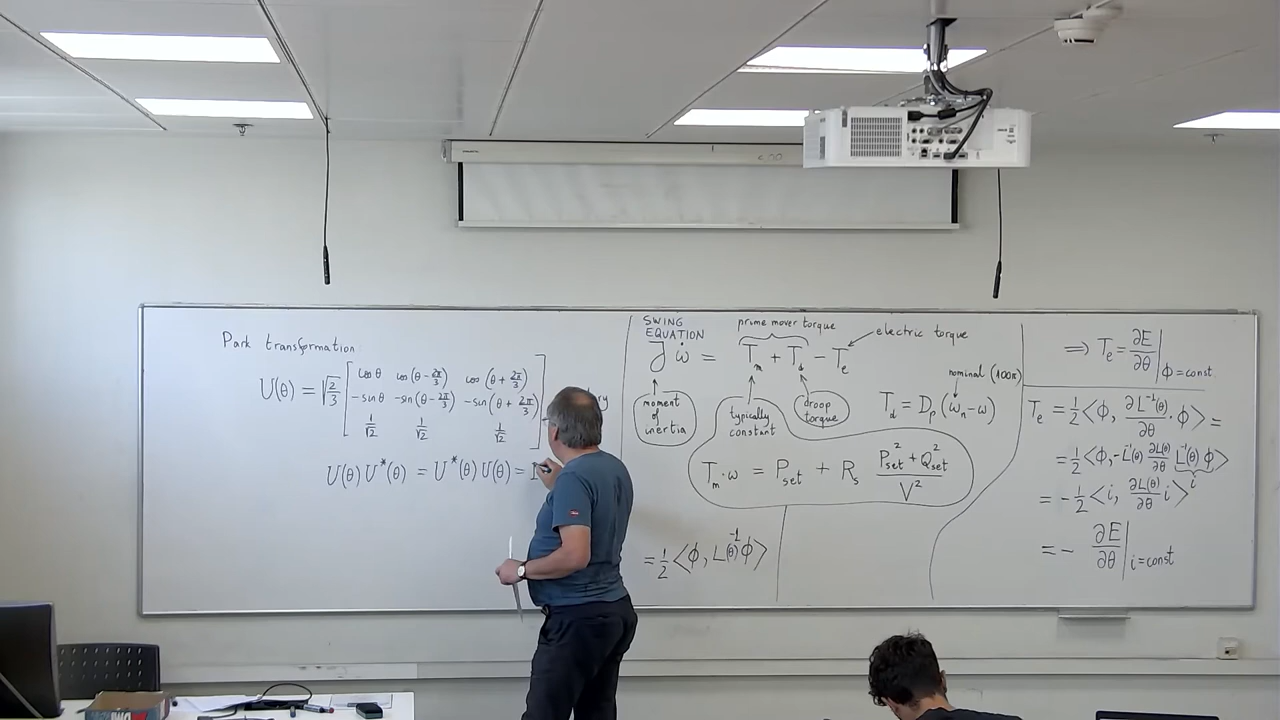 Park transformation
U(θ) = √2/3 [ cos θ cos(θ-2π/3) cos(θ+2π/3)
-sin θ -sin(θ-2π/3) -sin(θ+2π/3)
1/√2 1/√2 1/√2 ]
U(θ) U*(θ) = U*(θ) U(θ) = I
SWING
EQUATION
prime mover torque
electric torque
J ω̇ = T_m + T_d - T_e
moment
of
inertia
typically
constant
droop
torque
nominal (100π)
T_d = D_p (ω_n - ω)
T_m · ω = P_set + R_s (P²_set + Q²_set)/V²
= 1/2 <ϕ, L(θ)⁻¹ ϕ>
⇒ T_e = ∂E/∂θ |ϕ = const
T_e = 1/2 <ϕ, ∂L⁻¹(θ)/∂θ · ϕ> =
= 1/2 <ϕ, -L⁻¹(θ) ∂L(θ)/∂θ L⁻¹(θ) ϕ>
i
= -1/2 <i, ∂L(θ)/∂θ i>
= - ∂E/∂θ | i = const